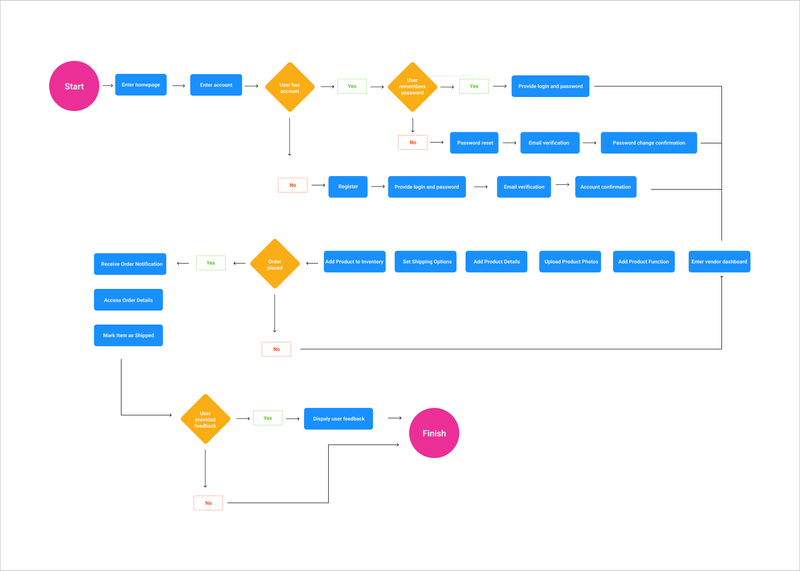 Start
Enter homepage
Enter account
User has
account
Yes
User
remembers
password
Yes
Provide login and password
No
Password reset
Email verification
Password change confirmation
No
Register
Provide login and password
Email verification
Account confirmation
Receive Order Notification
Yes
Order
placed
Add Product to Inventory
Set Shipping Options
Add Product Details
Upload Product Photos
Add Product Function
Enter vendor dashboard
Access Order Details
Mark Item as Shipped
No
User
provided
feedback
Yes
Dispaly user feedback
Finish
No